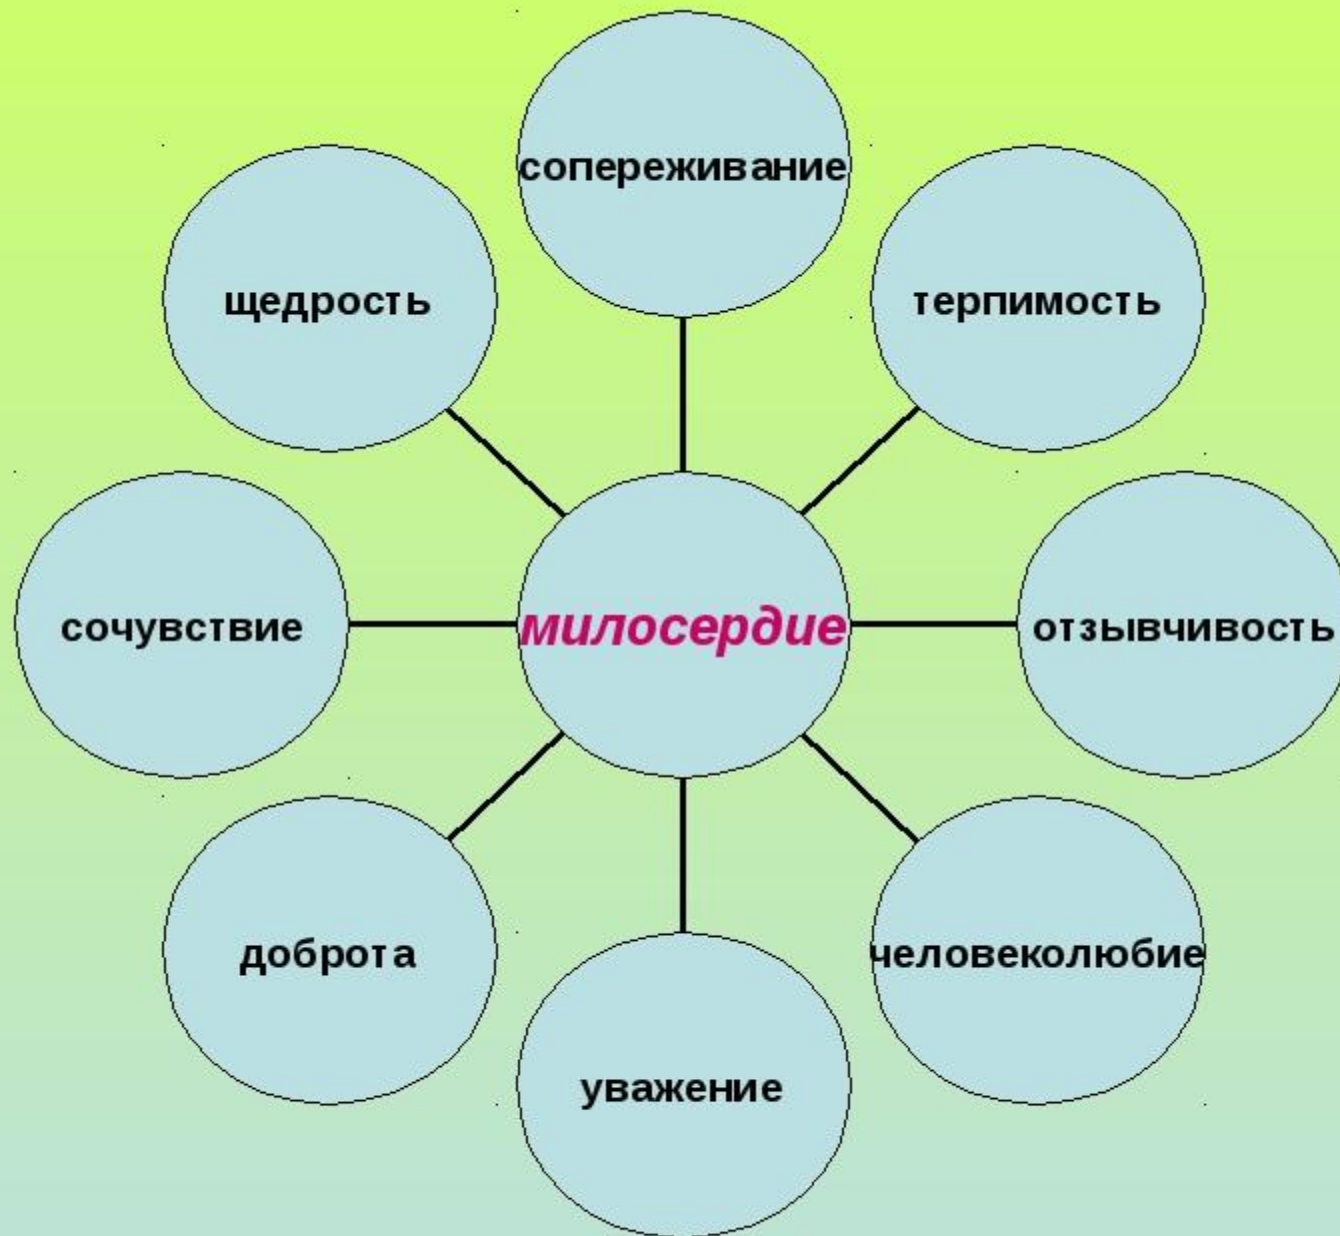 сопереживание
щедрость
терпимость
сочувствие
милосердие
отзывчивость
доброта
человеколюбие
уважение